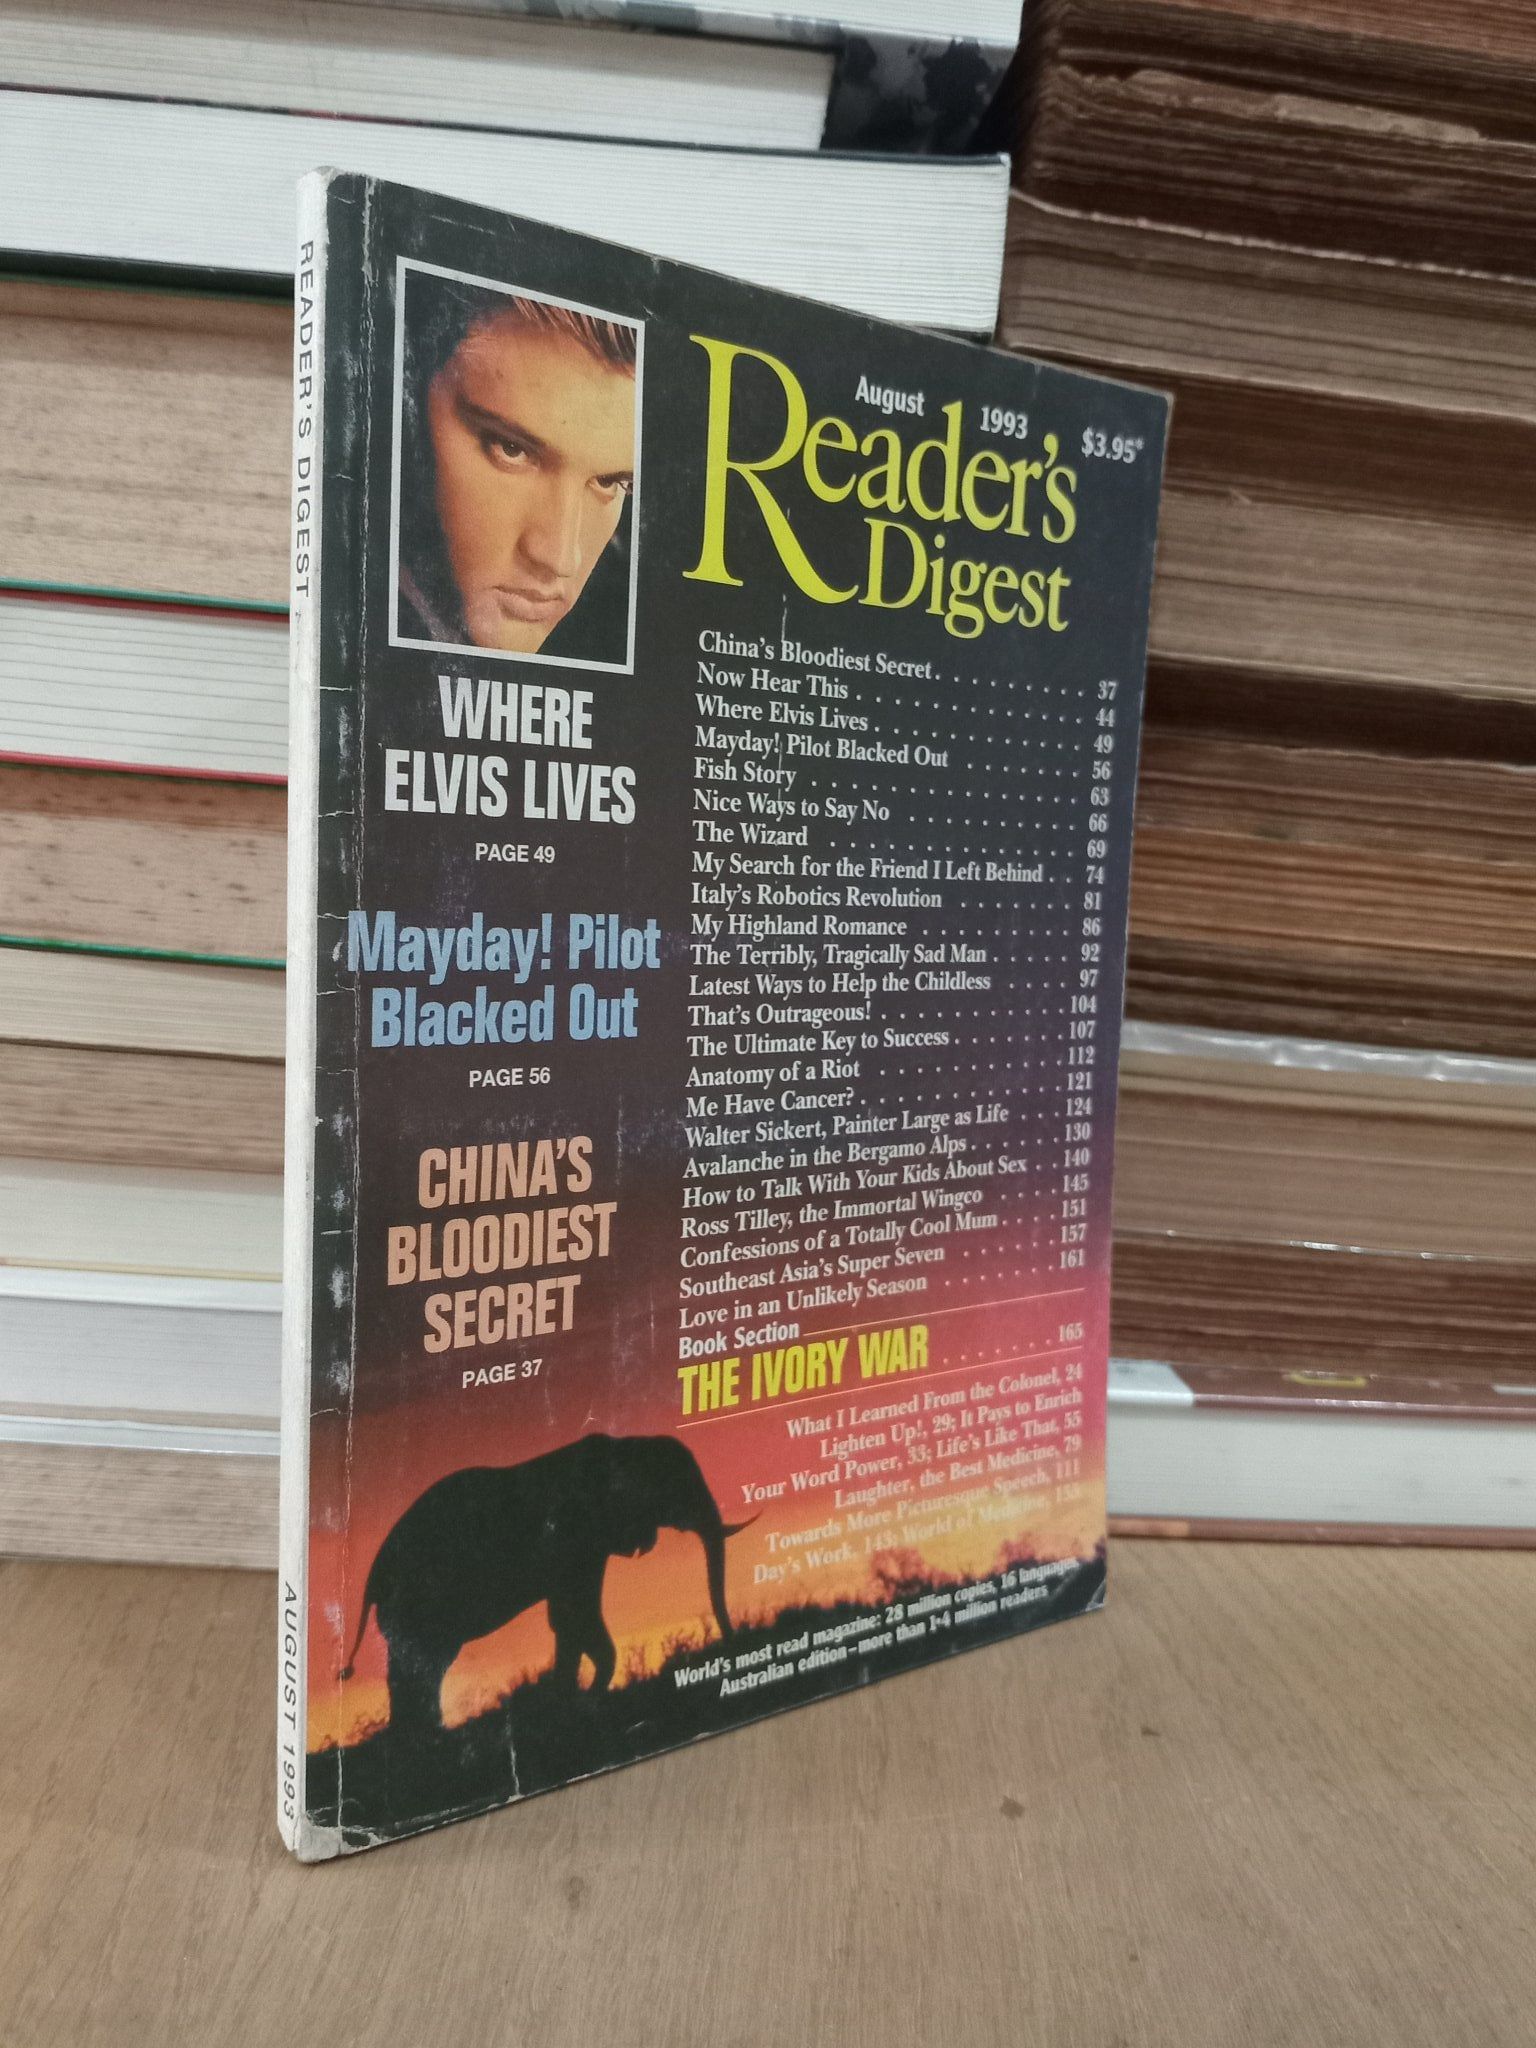 READER'S DIGEST
AUGUST 1993
August 1993 $3.95*
Reader's
Digest
WHERE
ELVIS LIVES
PAGE 49
Mayday! Pilot
Blacked Out
PAGE 56
CHINA'S
BLOODIEST
SECRET
PAGE 37
China's Bloodiest Secret. . . . . . . . . 37
Now Hear This . . . . . . . . . . . . 44
Where Elvis Lives . . . . . . . . . . . 49
Mayday! Pilot Blacked Out . . . . . . . 56
Fish Story . . . . . . . . . . . . . . 63
Nice Ways to Say No . . . . . . . . . 66
The Wizard . . . . . . . . . . . . . 69
My Search for the Friend I Left Behind . . 74
Italy's Robotics Revolution . . . . . . . 81
My Highland Romance . . . . . . . . . 86
The Terribly, Tragically Sad Man . . . . . 92
Latest Ways to Help the Childless . . . . 97
That's Outrageous! . . . . . . . . . . 104
The Ultimate Key to Success . . . . . . . 107
Anatomy of a Riot . . . . . . . . . . 112
Me Have Cancer? . . . . . . . . . . . 121
Walter Sickert, Painter Large as Life . . . 124
Avalanche in the Bergamo Alps . . . . . . 130
How to Talk With Your Kids About Sex . . 140
Ross Tilley, the Immortal Wingco . . . . 145
Confessions of a Totally Cool Mum . . . . 151
Southeast Asia's Super Seven . . . . . . 157
Love in an Unlikely Season . . . . . . . 161
Book Section
THE IVORY WAR . . . . . . . 165
What I Learned From the Colonel, 24
Lighten Up!, 29; It Pays to Enrich
Your Word Power, 33; Life's Like That, 55
Laughter, the Best Medicine, 79
Towards More Picturesque Speech, 111
Day's Work, 143; World of Medicine,
World's most read magazine: 28 million copies, 16 languages
Australian edition–more than 1·4 million readers